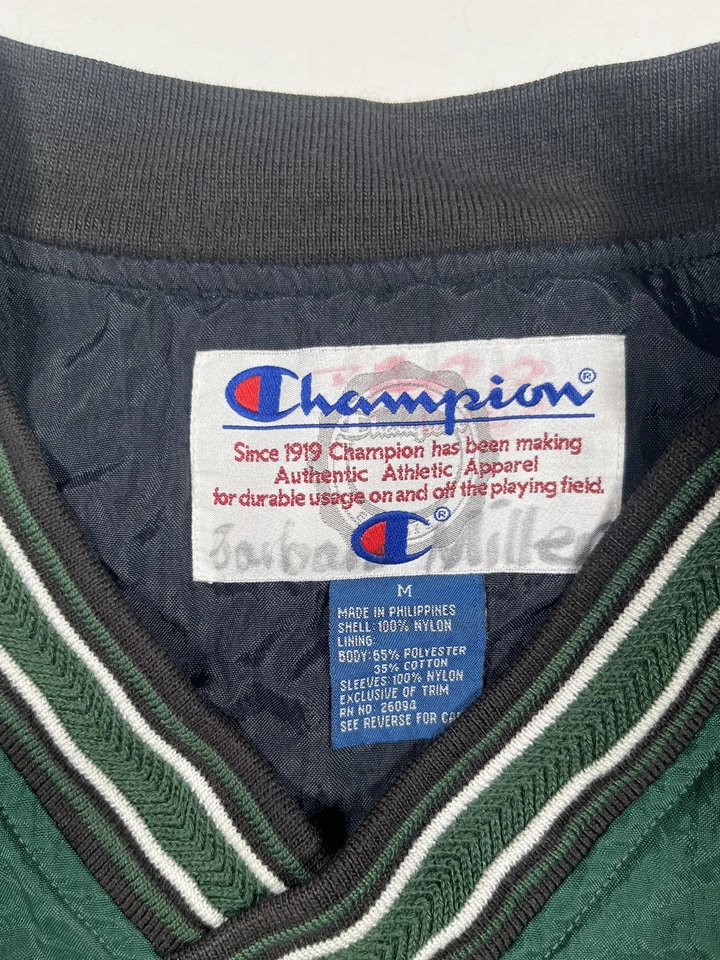 Champion®
Since 1919 Champion has been making
Authentic Athletic Apparel
for durable usage on and off the playing field.
®
Miller
M
MADE IN PHILIPPINES
SHELL: 100% NYLON
LINING:
BODY: 65% POLYESTER
35% COTTON
SLEEVES: 100% NYLON
EXCLUSIVE OF TRIM
RN NO. 26094
SEE REVERSE FOR